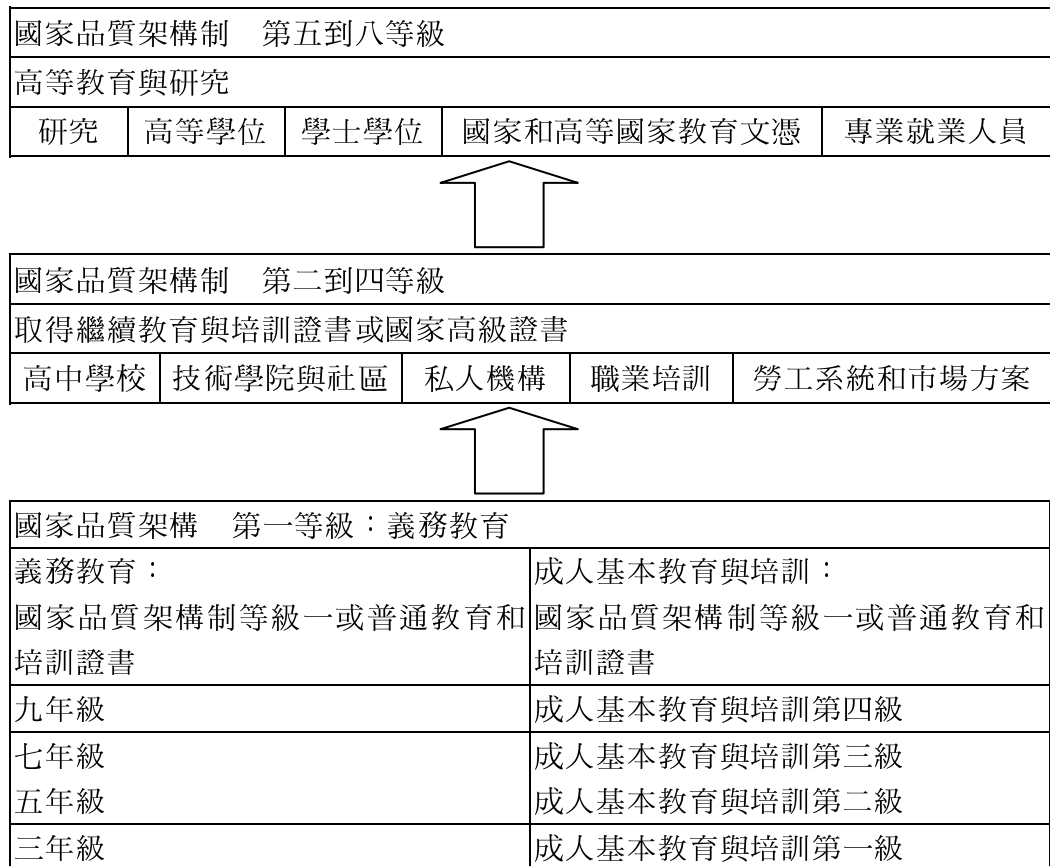 國家品質架構制　第五到八等級
高等教育與研究
研究 高等學位 學士學位 國家和高等國家教育文憑 專業就業人員
國家品質架構制　第二到四等級
取得繼續教育與培訓證書或國家高級證書
高中學校 技術學院與社區 私人機構 職業培訓 勞工系統和市場方案
國家品質架構　第一等級：義務教育
義務教育： 成人基本教育與培訓：
國家品質架構制等級一或普通教育和 國家品質架構制等級一或普通教育和
培訓證書 培訓證書
九年級 成人基本教育與培訓第四級
七年級 成人基本教育與培訓第三級
五年級 成人基本教育與培訓第二級
三年級 成人基本教育與培訓第一級